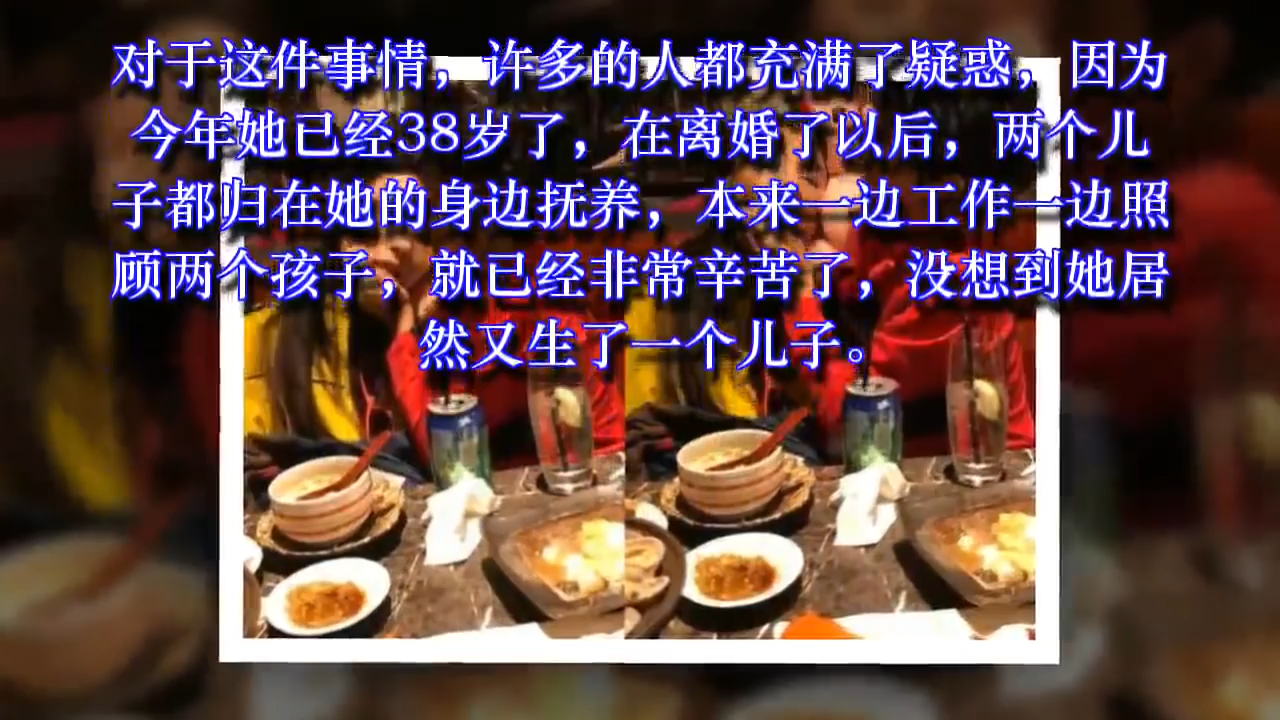 对于这件事情，许多的人都充满了疑惑，因为
今年她已经38岁了，在离婚了以后，两个儿
子都归在她的身边抚养，本来一边工作一边照
顾两个孩子，就已经非常辛苦了，没想到她居
然又生了一个儿子。